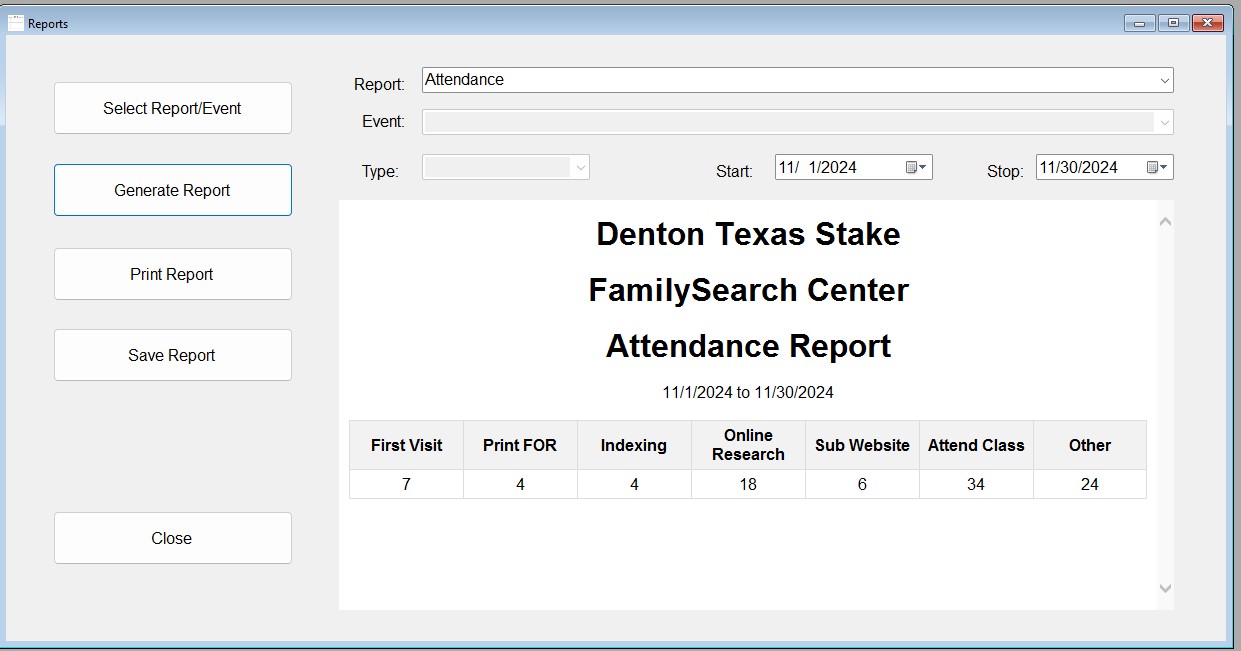 Reports
Select Report/Event
Generate Report
Print Report
Save Report
Close
Report: Attendance
Event:
Type: Start: 11/ 1/2024 Stop: 11/30/2024
Denton Texas Stake
FamilySearch Center
Attendance Report
11/1/2024 to 11/30/2024
First Visit Print FOR Indexing Online Research Sub Website Attend Class Other
7 4 4 18 6 34 24